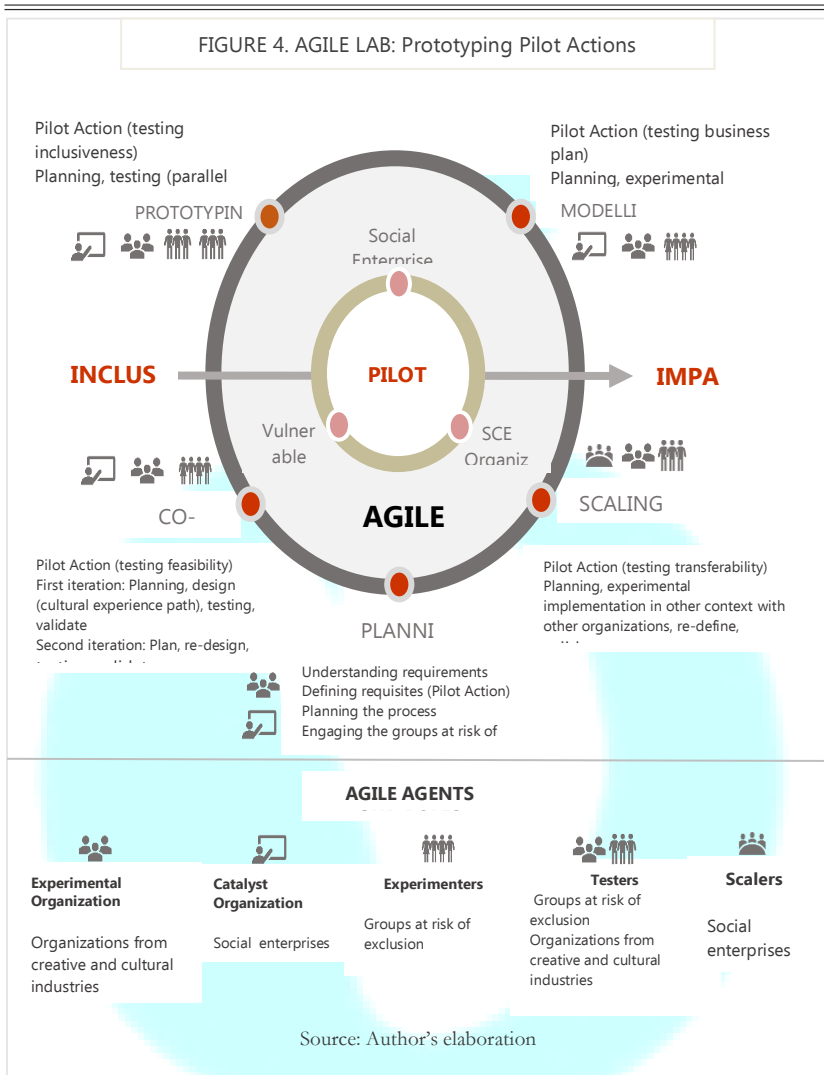 FIGURE 4. AGILE LAB: Prototyping Pilot Actions
Pilot Action (testing
inclusiveness)
Planning, testing (parallel
PROTOTYPIN
Pilot Action (testing business
plan)
Planning, experimental
MODELLI
Social
Enterprise
INCLUS
PILOT
IMPA
Vulner
able
SCE
Organiz
AGILE
CO-
SCALING
Pilot Action (testing feasibility)
First iteration: Planning, design
(cultural experience path), testing,
validate
Second iteration: Plan, re-design,
Pilot Action (testing transferability)
Planning, experimental
implementation in other context with
other organizations, re-define,
PLANNI
Understanding requirements
Defining requisites (Pilot Action)
Planning the process
Engaging the groups at risk of
AGILE AGENTS
Experimental
Organization
Organizations from
creative and cultural
industries
Catalyst
Organization
Social enterprises
Experimenters
Groups at risk of
exclusion
Testers
Groups at risk of
exclusion
Organizations from
creative and cultural
industries
Scalers
Social
enterprises
Source: Author's elaboration